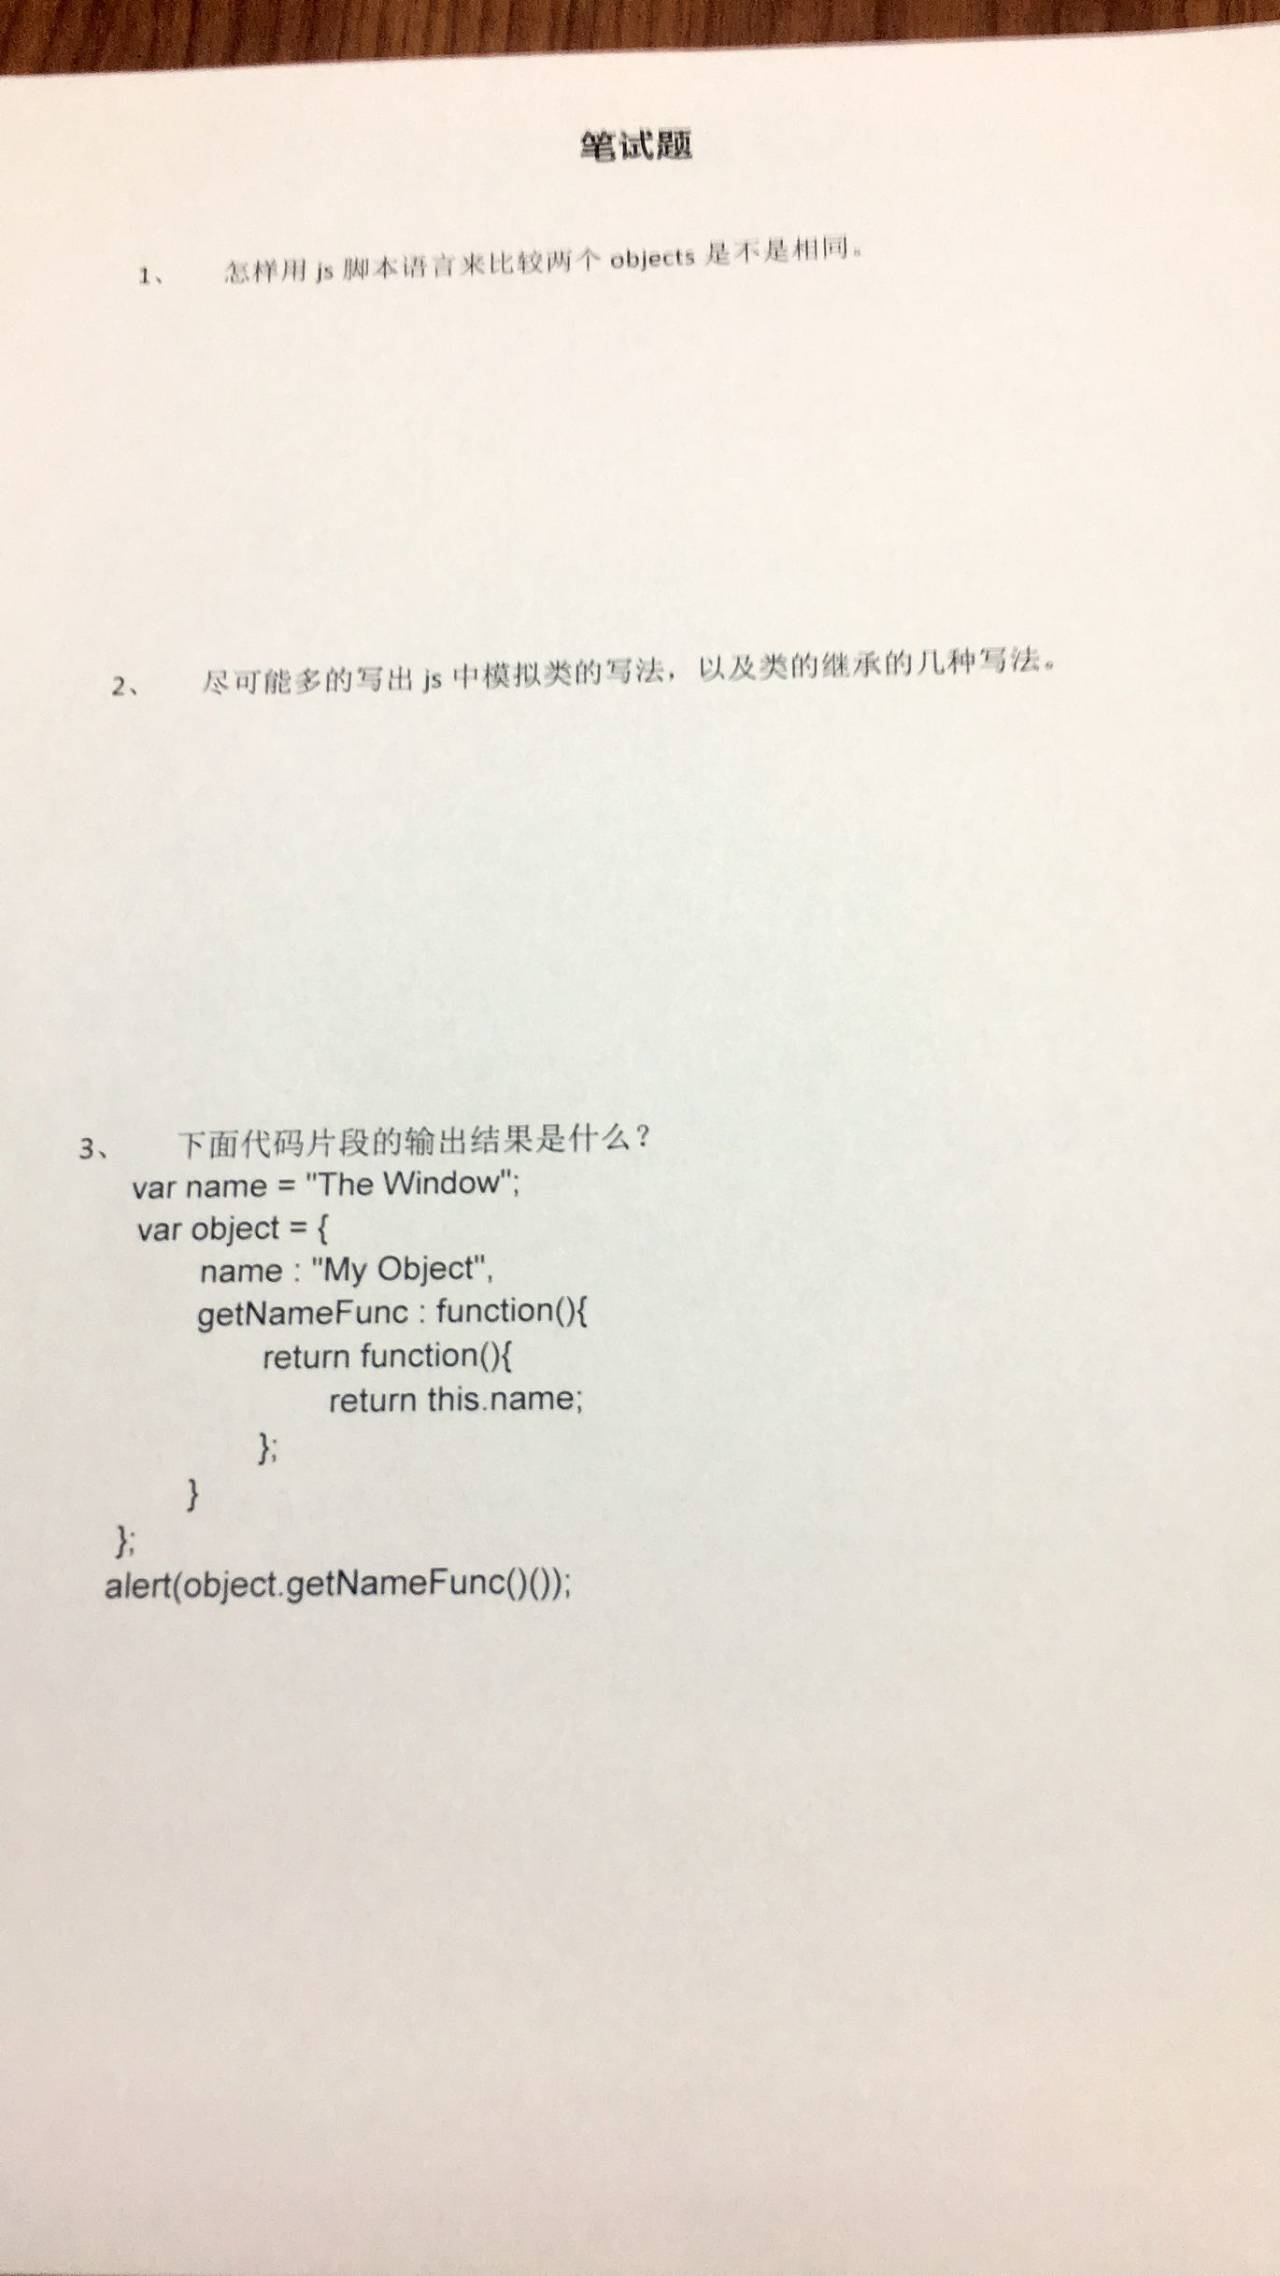 笔试题
1、 怎样用 js 脚本语言来比较两个 objects 是不是相同。
2、 尽可能多的写出 js 中模拟类的写法，以及类的继承的几种写法。
3、 下面代码片段的输出结果是什么？
var name = "The Window";
var object = {
name : "My Object",
getNameFunc : function(){
return function(){
return this.name;
};
}
};
alert(object.getNameFunc()());